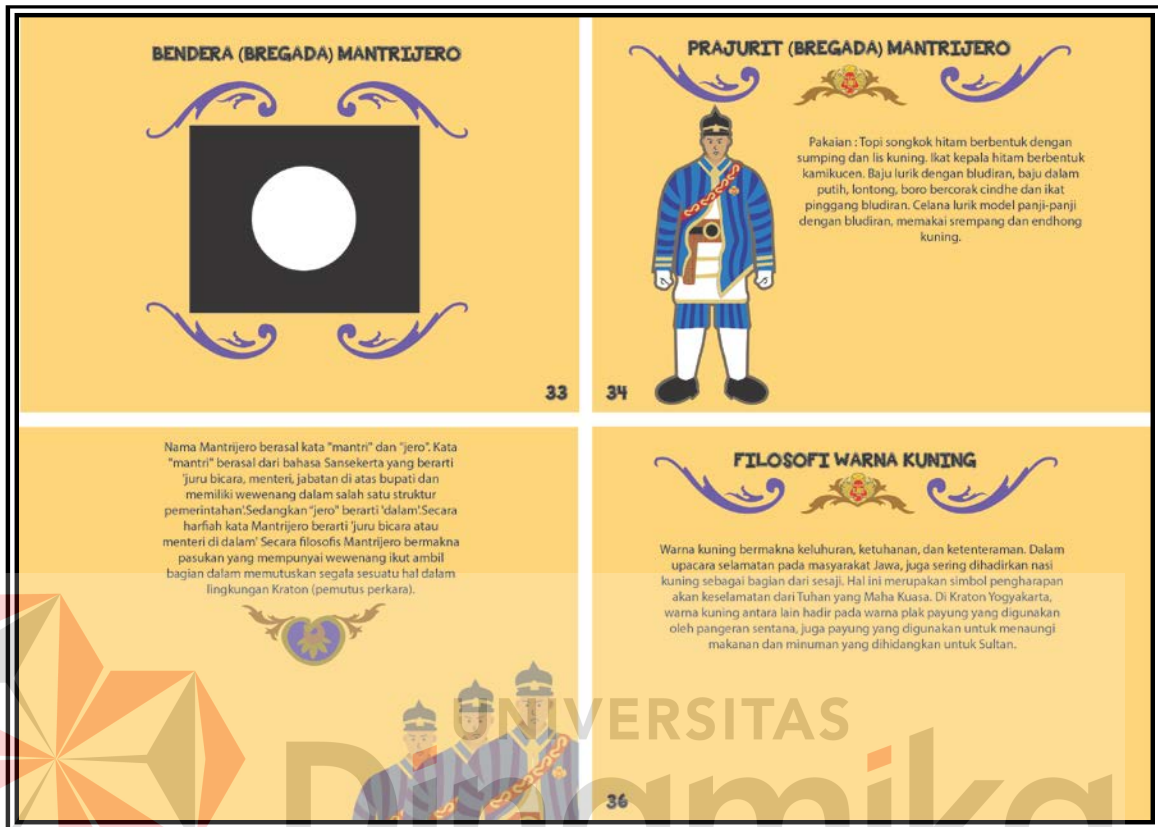 BENDERA (BREGADA) MANTRIJERO
33
PRAJURIT (BREGADA) MANTRIJERO
Pakaian : Topi songkok hitam berbentuk dengan
sumping dan lis kuning. Ikat kepala hitam berbentuk
kamikucen. Baju lurik dengan bludiran, baju dalam
putih, lontong, boro bercorak cindhe dan ikat
pinggang bludiran. Celana lurik model panji-panji
dengan bludiran, memakai srempang dan endhong
kuning.
34
Nama Mantrijero berasal kata "mantri" dan "jero". Kata
"mantri" berasal dari bahasa Sansekerta yang berarti
'juru bicara, menteri, jabatan di atas bupati dan
memiliki wewenang dalam salah satu struktur
pemerintahan'.Sedangkan "jero" berarti 'dalam'.Secara
harfiah kata Mantrijero berarti 'juru bicara atau
menteri di dalam' Secara filosofis Mantrijero bermakna
pasukan yang mempunyai wewenang ikut ambil
bagian dalam memutuskan segala sesuatu hal dalam
lingkungan Kraton (pemutus perkara).
FILOSOFI WARNA KUNING
Warna kuning bermakna keluhuran, ketuhanan, dan ketenteraman. Dalam
upacara selamatan pada masyarakat Jawa, juga sering dihadirkan nasi
kuning sebagai bagian dari sesaji. Hal ini merupakan simbol pengharapan
akan keselamatan dari Tuhan yang Maha Kuasa. Di Kraton Yogyakarta,
warna kuning antara lain hadir pada warna plak payung yang digunakan
oleh pangeran sentana, juga payung yang digunakan untuk menaungi
makanan dan minuman yang dihidangkan untuk Sultan.
36
UNIVERSITAS
Dinamika